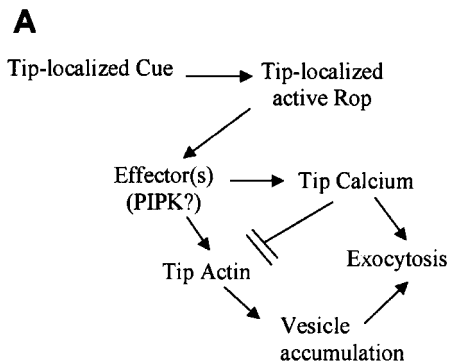 A
Tip-localized Cue
Tip-localized
active Rop
Effector(s)
(PIPK?)
Tip Calcium
Tip Actin
Exocytosis
Vesicle
accumulation